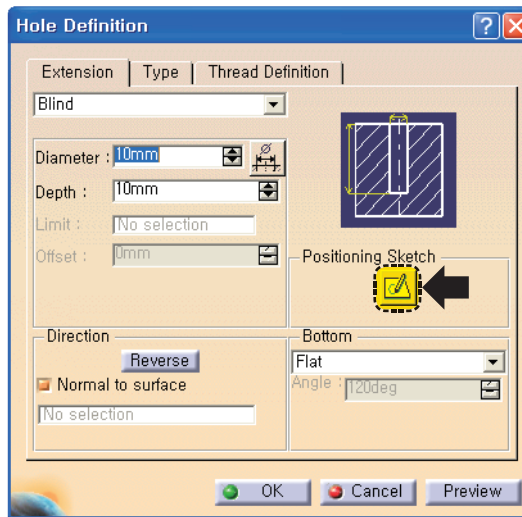 Hole Definition
?
Extension Type Thread Definition
Blind
Diameter : 10mm
Depth : 10mm
Limit : No selection
Offset : 0mm
Positioning Sketch
Direction
Reverse
Normal to surface
No selection
Bottom
Flat
Angle : 120deg
OK Cancel Preview